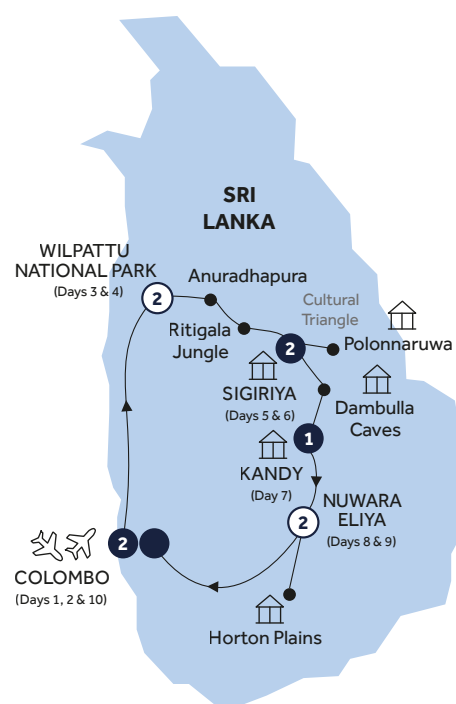 SRI
LANKA
WILPATTU
NATIONAL PARK
(Days 3 & 4)
2
Anuradhapura
Cultural
Triangle
Ritigala
Jungle
2
Polonnaruwa
SIGIRIYA
(Days 5 & 6)
Dambulla
Caves
1
KANDY
(Day 7)
NUWARA
ELIYA
(Days 8 & 9)
2
2
COLOMBO
(Days 1, 2 & 10)
Horton Plains